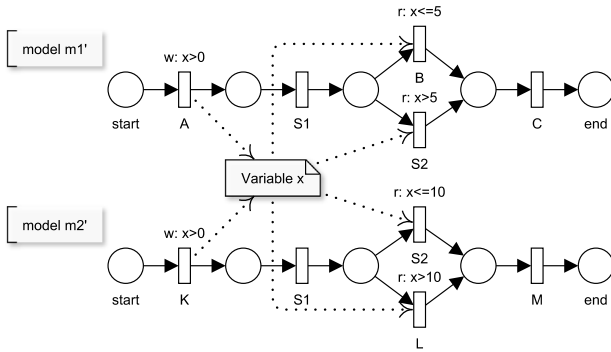 r: x<=5
model m1'
w: x>0
B
r: x>5
start
A
S1
C
end
S2
Variable x
r: x<=10
model m2'
w: x>0
S2
r: x>10
start
K
S1
M
end
L